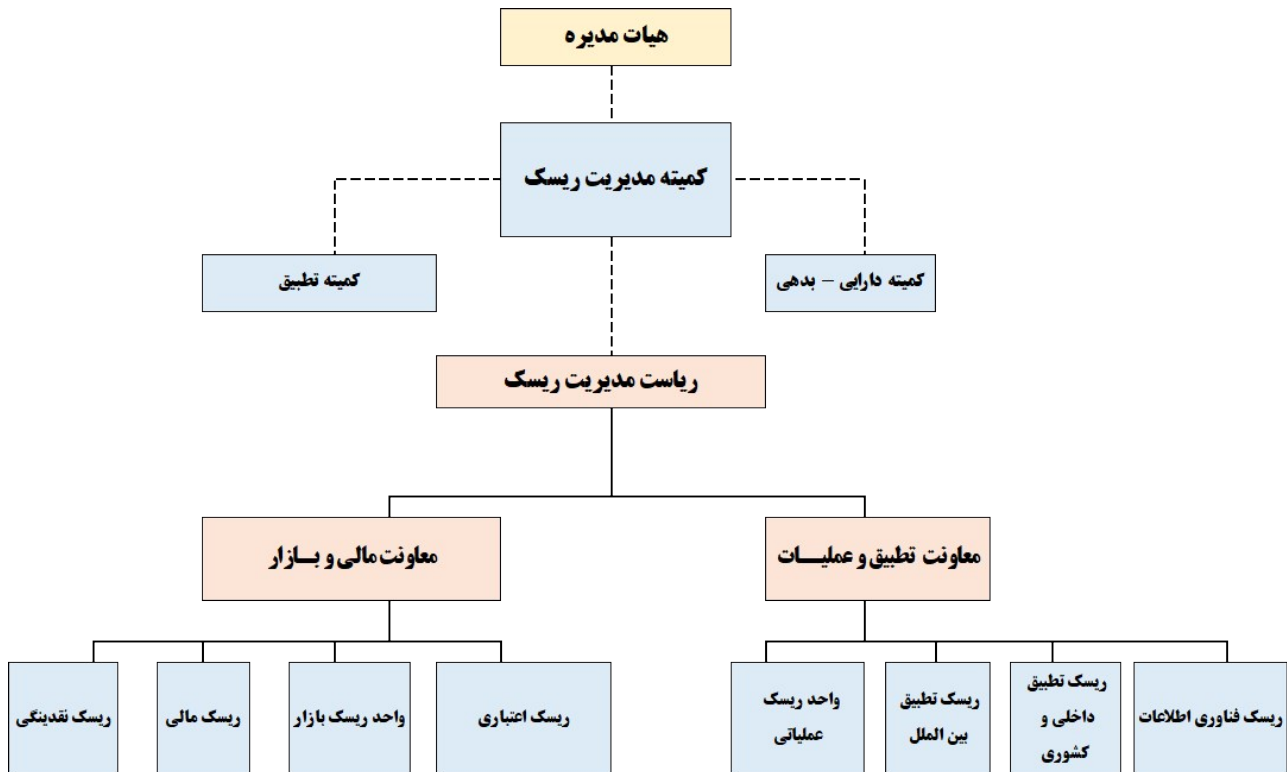 هیات مدیره
کمیته مدیریت ریسک
کمیته دارایی – بدهی
کمیته تطبیق
ریاست مدیریت ریسک
معاونت تطبیق و عملیـــات
معاونت مالی و بـــازار
ریسک فناوری اطلاعات
ریسک تطبیق
داخلی و
کشوری
ریسک تطبیق
بین الملل
واحد ریسک
عملیاتی
ریسک اعتباری
واحد ریسک بازار
ریسک مالی
ریسک نقدینگی